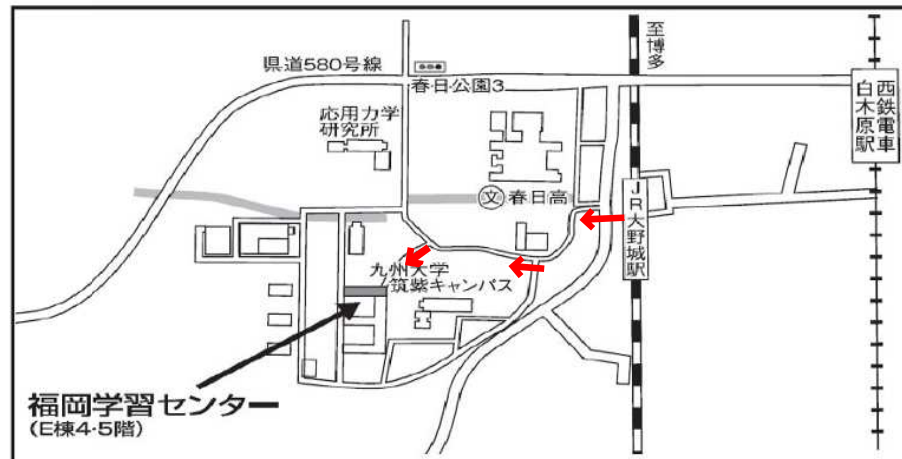 県道580号線
春日公園3
至博多
西鉄電車
白木原駅
応用力学
研究所
文
春日高
JR大野城駅
九州大学
筑紫キャンパス
福岡学習センター
(E棟4・5階)